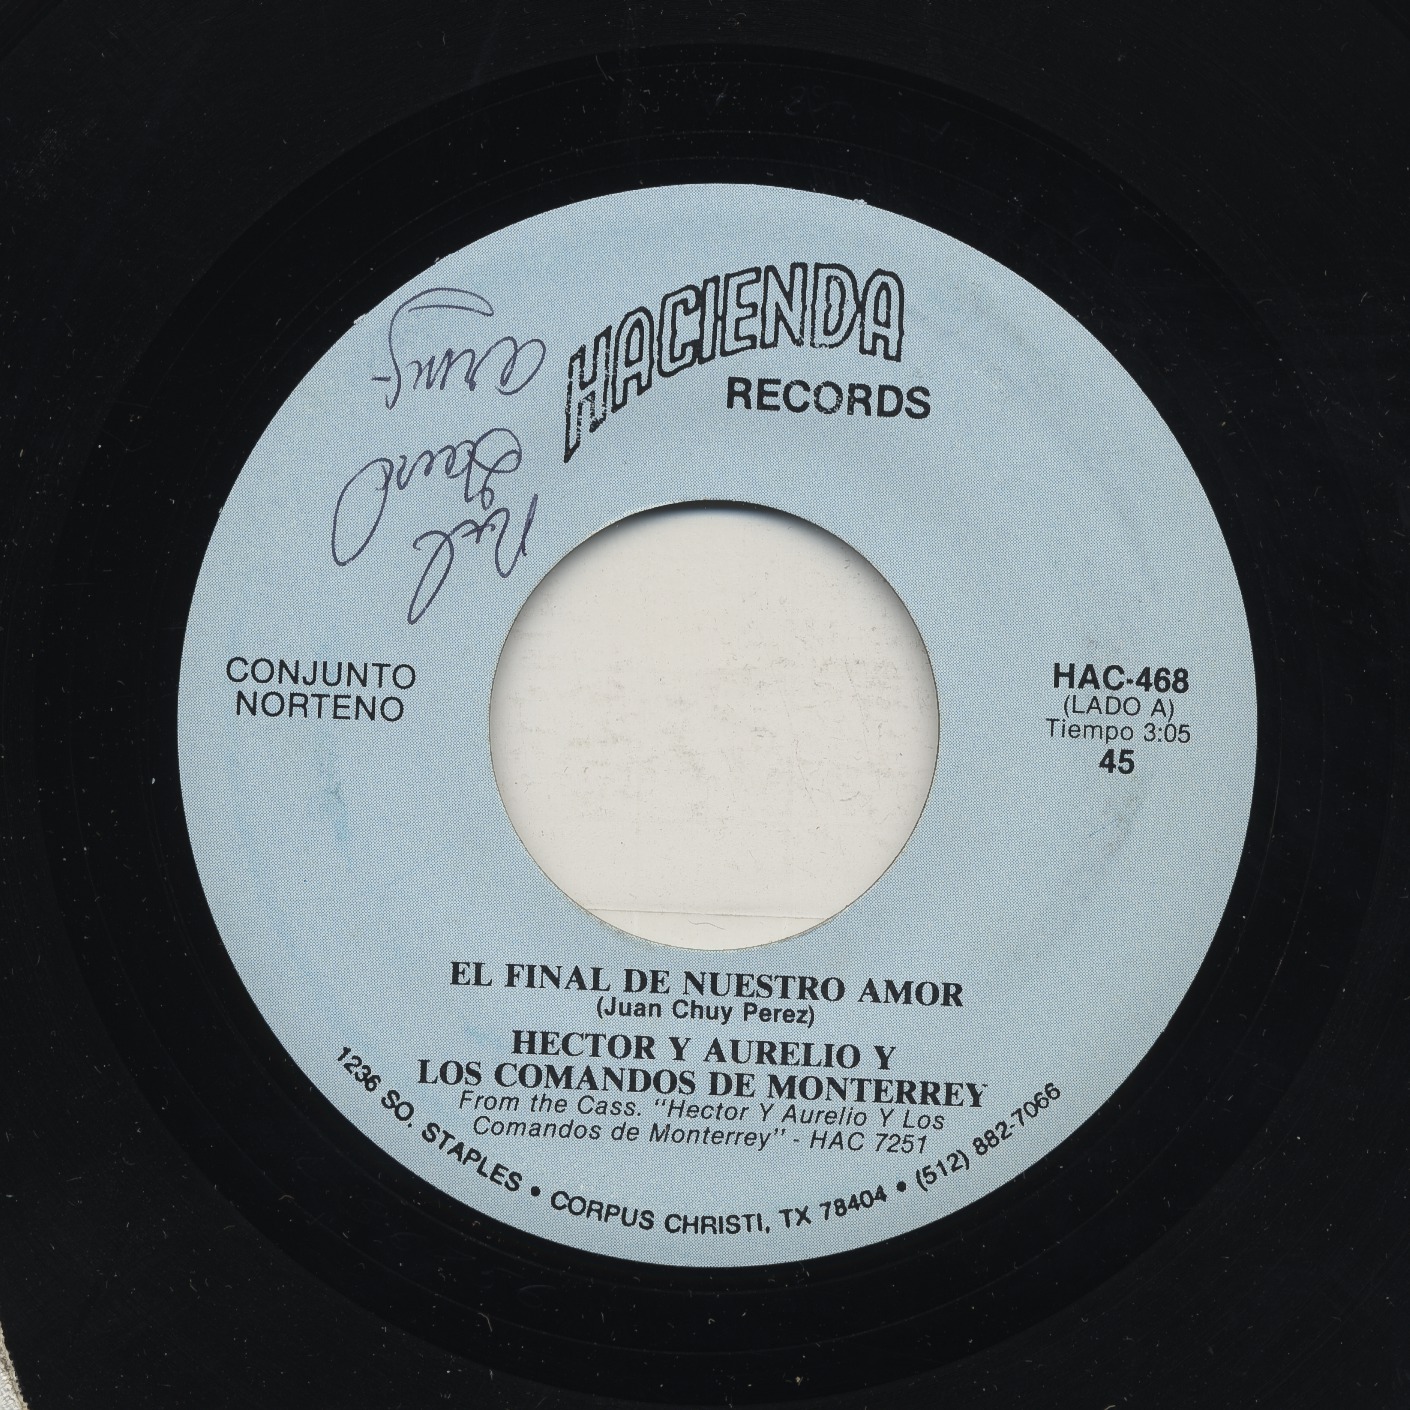 HACIENDA
RECORDS
CONJUNTO
NORTENO
HAC-468
(LADO A)
Tiempo 3:05
45
EL FINAL DE NUESTRO AMOR
(Juan Chuy Perez)
HECTOR Y AURELIO Y
LOS COMANDOS DE MONTERREY
From the Cass. "Hector Y Aurelio Y Los
Comandos de Monterrey" - HAC 7251
1236 SO. STAPLES • CORPUS CHRISTI, TX 78404 • (512) 882-7066